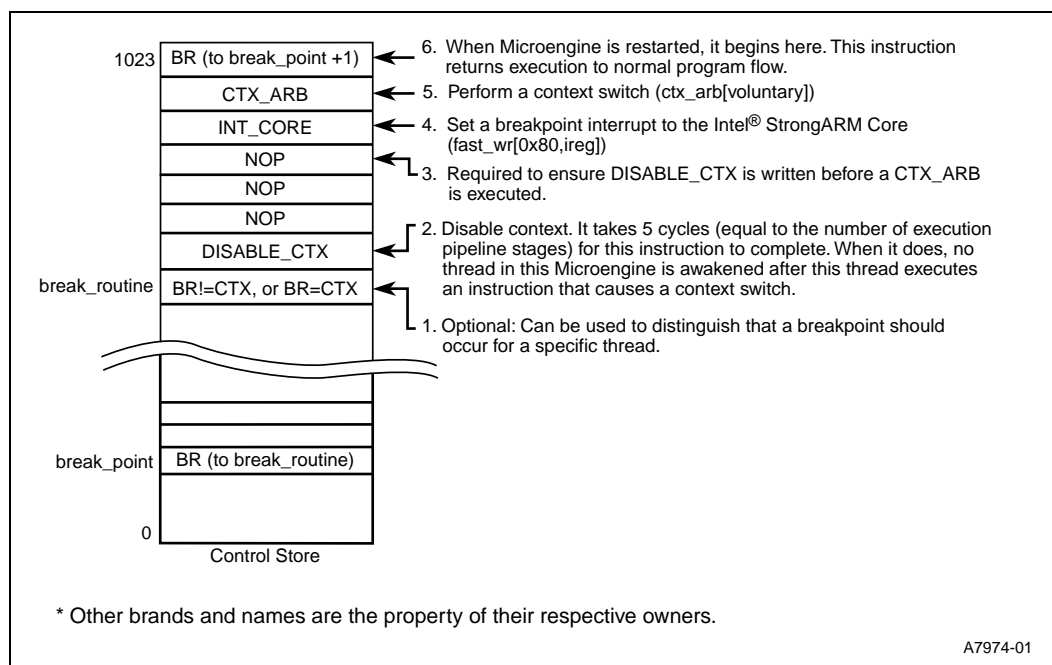 1023
BR (to break_point +1)
6. When Microengine is restarted, it begins here. This instruction
returns execution to normal program flow.
CTX_ARB
5. Perform a context switch (ctx_arb[voluntary])
INT_CORE
4. Set a breakpoint interrupt to the Intel® StrongARM Core
(fast_wr[0x80,ireg])
NOP
3. Required to ensure DISABLE_CTX is written before a CTX_ARB
is executed.
NOP
NOP
DISABLE_CTX
2. Disable context. It takes 5 cycles (equal to the number of execution
pipeline stages) for this instruction to complete. When it does, no
thread in this Microengine is awakened after this thread executes
an instruction that causes a context switch.
break_routine
BR!=CTX, or BR=CTX
1. Optional: Can be used to distinguish that a breakpoint should
occur for a specific thread.
break_point
BR (to break_routine)
0
Control Store
* Other brands and names are the property of their respective owners.
A7974-01